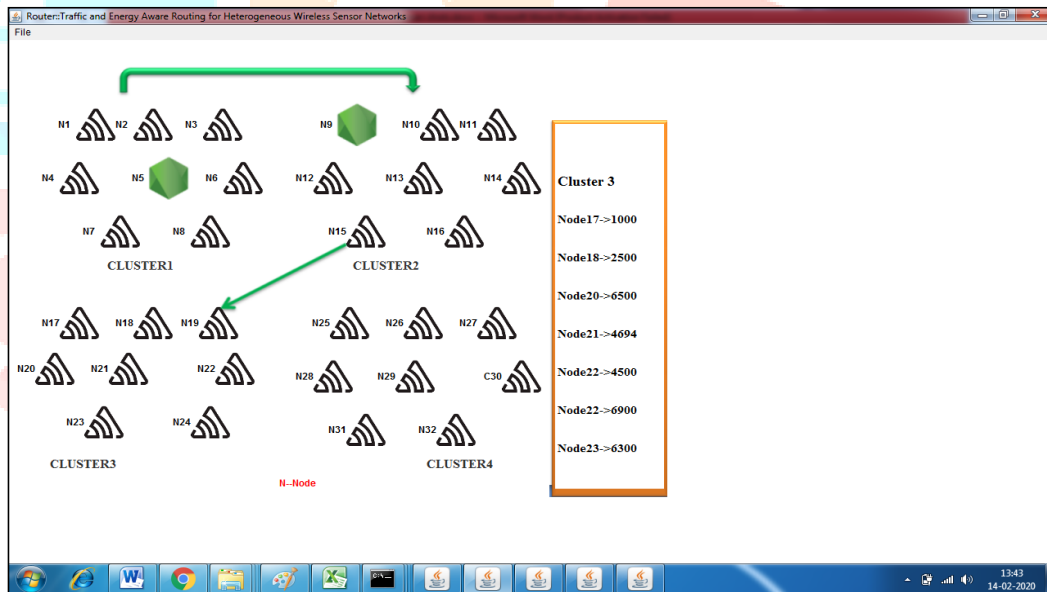 Router::Traffic and Energy Aware Routing for Heterogeneous Wireless Sensor Networks
File
N1 N2 N3 N9 N10 N11
N4 N5 N6 N12 N13 N14
N7 N8 N15 N16
CLUSTER1 CLUSTER2
N17 N18 N19 N25 N26 N27
N20 N21 N22 N28 N29 C30
N23 N24 N31 N32
CLUSTER3 CLUSTER4
N--Node
Cluster 3
Node17->1000
Node18->2500
Node20->6500
Node21->4694
Node22->4500
Node22->6900
Node23->6300
13:43
14-02-2020